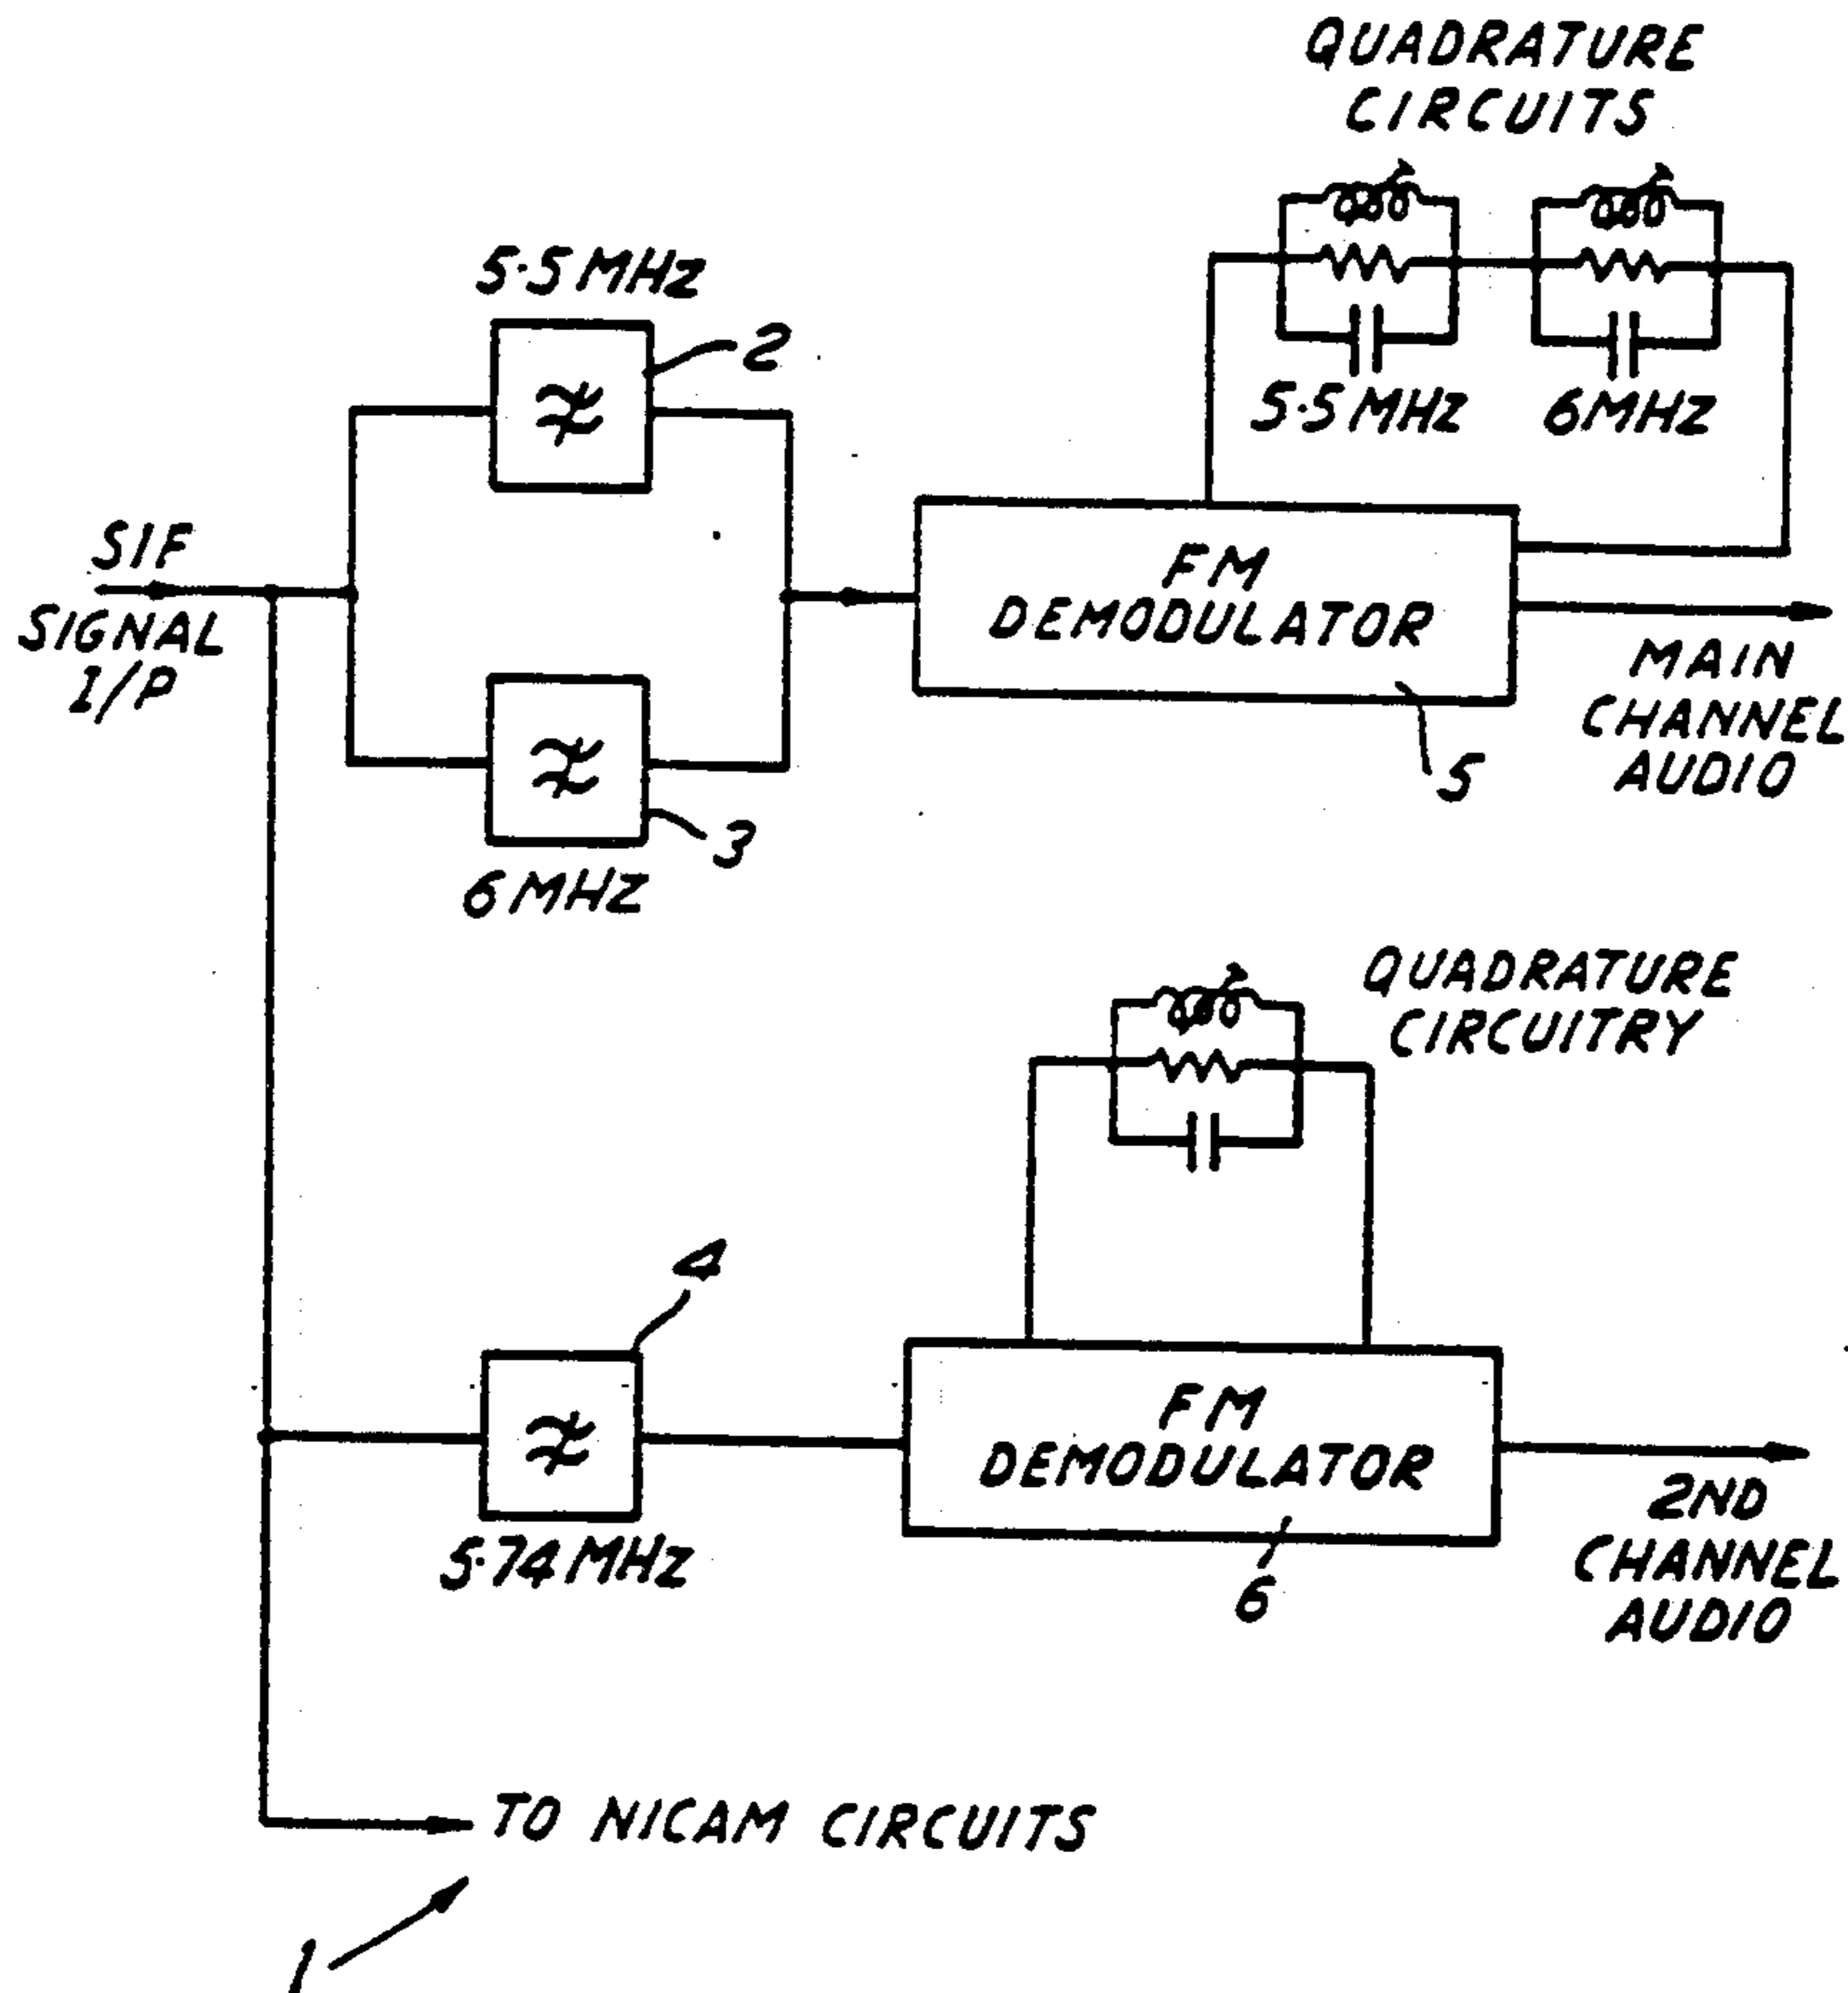 QUADRATURE
CIRCUITS
5.5MHZ
2
5.5MHZ
6MHZ
SIF
SIGNAL
I/P
FM
DEMODULATOR
MAIN
CHANNEL
AUDIO
5
3
6MHZ
QUADRATURE
CIRCUITRY
4
FM
DEMODULATOR
2ND
CHANNEL
AUDIO
5.74MHZ
6
TO NICAM CIRCUITS
1